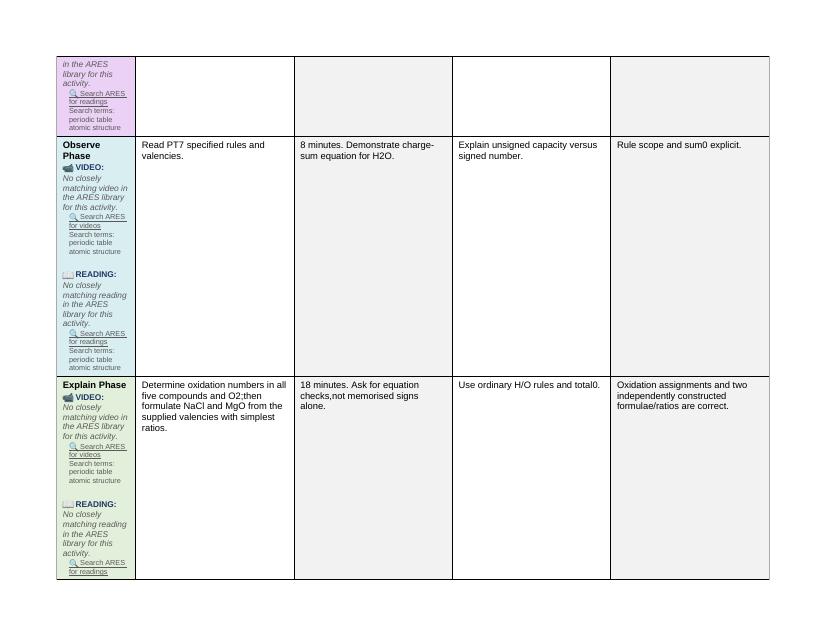 in the ARES
library for this
activity.
🔍 Search ARES
for readings
Search terms:
periodic table
atomic structure
Observe
Phase
📹 VIDEO:
No closely
matching video in
the ARES library
for this activity.
🔍 Search ARES
for videos
Search terms:
periodic table
atomic structure
📖 READING:
No closely
matching reading
in the ARES
library for this
activity.
🔍 Search ARES
for readings
Search terms:
periodic table
atomic structure
Read PT7 specified rules and
valencies.
8 minutes. Demonstrate charge-
sum equation for H2O.
Explain unsigned capacity versus
signed number.
Rule scope and sum0 explicit.
Explain Phase
📹 VIDEO:
No closely
matching video in
the ARES library
for this activity.
🔍 Search ARES
for videos
Search terms:
periodic table
atomic structure
📖 READING:
No closely
matching reading
in the ARES
library for this
activity.
🔍 Search ARES
for readings
Determine oxidation numbers in all
five compounds and O2;then
formulate NaCl and MgO from the
supplied valencies with simplest
ratios.
18 minutes. Ask for equation
checks,not memorised signs
alone.
Use ordinary H/O rules and total0.
Oxidation assignments and two
independently constructed
formulae/ratios are correct.